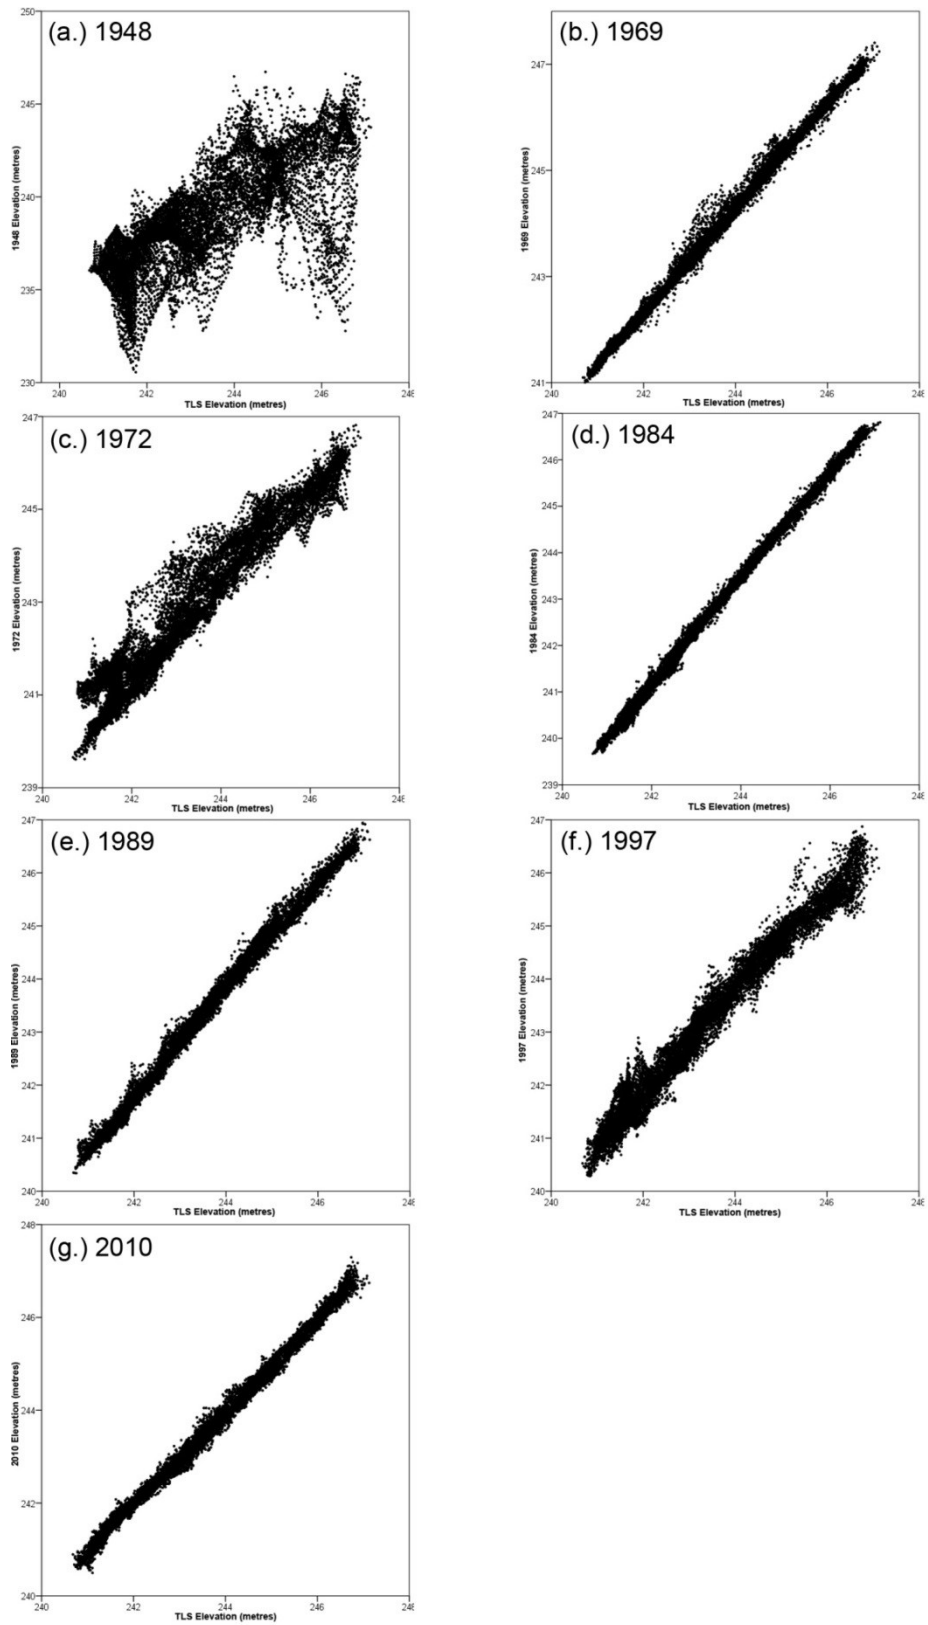 (a.) 1948
250
245
240
235
230
1948 Elevation (metres)
240 242 244 246
TLS Elevation (metres)
(b.) 1969
247
245
243
241
1969 Elevation (metres)
240 242 244 246
TLS Elevation (metres)
(c.) 1972
247
245
243
241
239
1972 Elevation (metres)
240 242 244 246
TLS Elevation (metres)
(d.) 1984
247
246
245
244
243
242
241
240
239
1984 Elevation (metres)
240 242 244 246
TLS Elevation (metres)
(e.) 1989
247
246
245
244
243
242
241
240
1989 Elevation (metres)
240 242 244 246
TLS Elevation (metres)
(f.) 1997
247
246
245
244
243
242
241
240
1997 Elevation (metres)
240 242 244 246
TLS Elevation (metres)
(g.) 2010
248
246
244
242
240
2010 Elevation (metres)
240 242 244 246
TLS Elevation (metres)